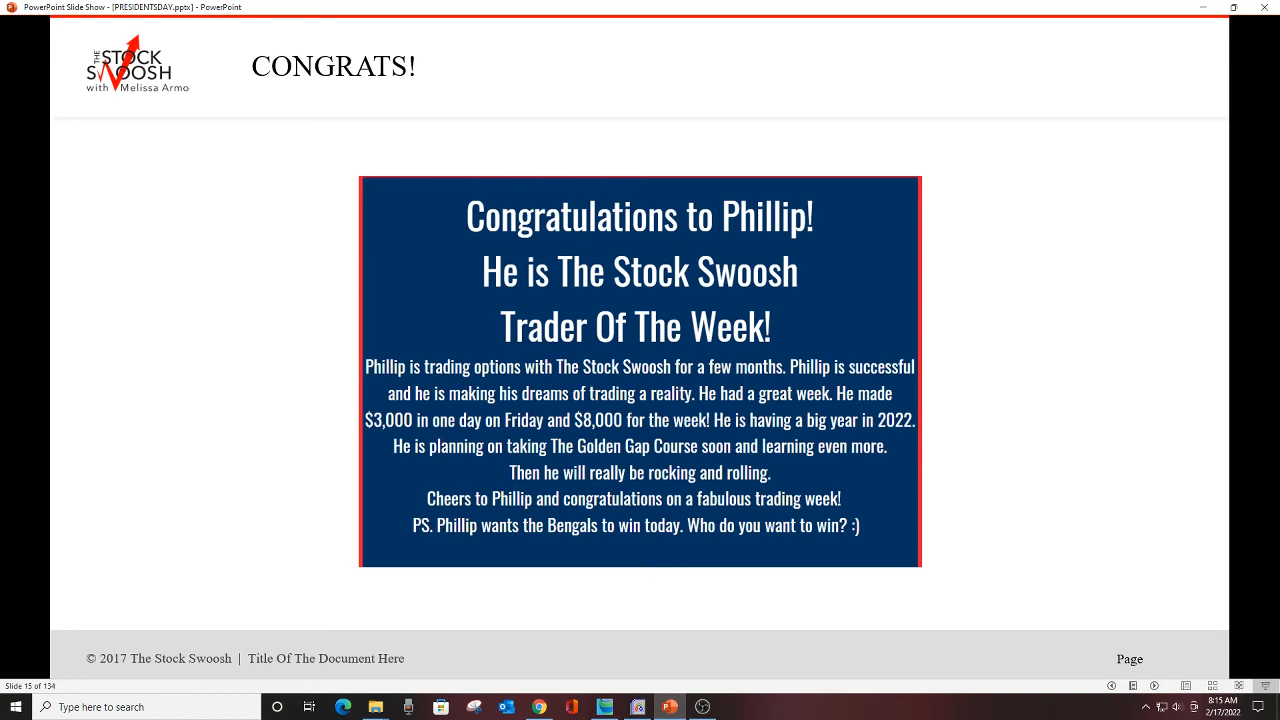 PowerPoint Slide Show - [PRESIDENTSDAY.pptx] - PowerPoint
THE STOCK
SWOOSH
with Melissa Armo
CONGRATS!
Congratulations to Phillip!
He is The Stock Swoosh
Trader Of The Week!
Phillip is trading options with The Stock Swoosh for a few months. Phillip is successful
and he is making his dreams of trading a reality. He had a great week. He made
$3,000 in one day on Friday and $8,000 for the week! He is having a big year in 2022.
He is planning on taking The Golden Gap Course soon and learning even more.
Then he will really be rocking and rolling.
Cheers to Phillip and congratulations on a fabulous trading week!
PS. Phillip wants the Bengals to win today. Who do you want to win? :)
© 2017 The Stock Swoosh | Title Of The Document Here
Page
Slide 15 of 134
Type here to search
8:15 AM
2/17/2022